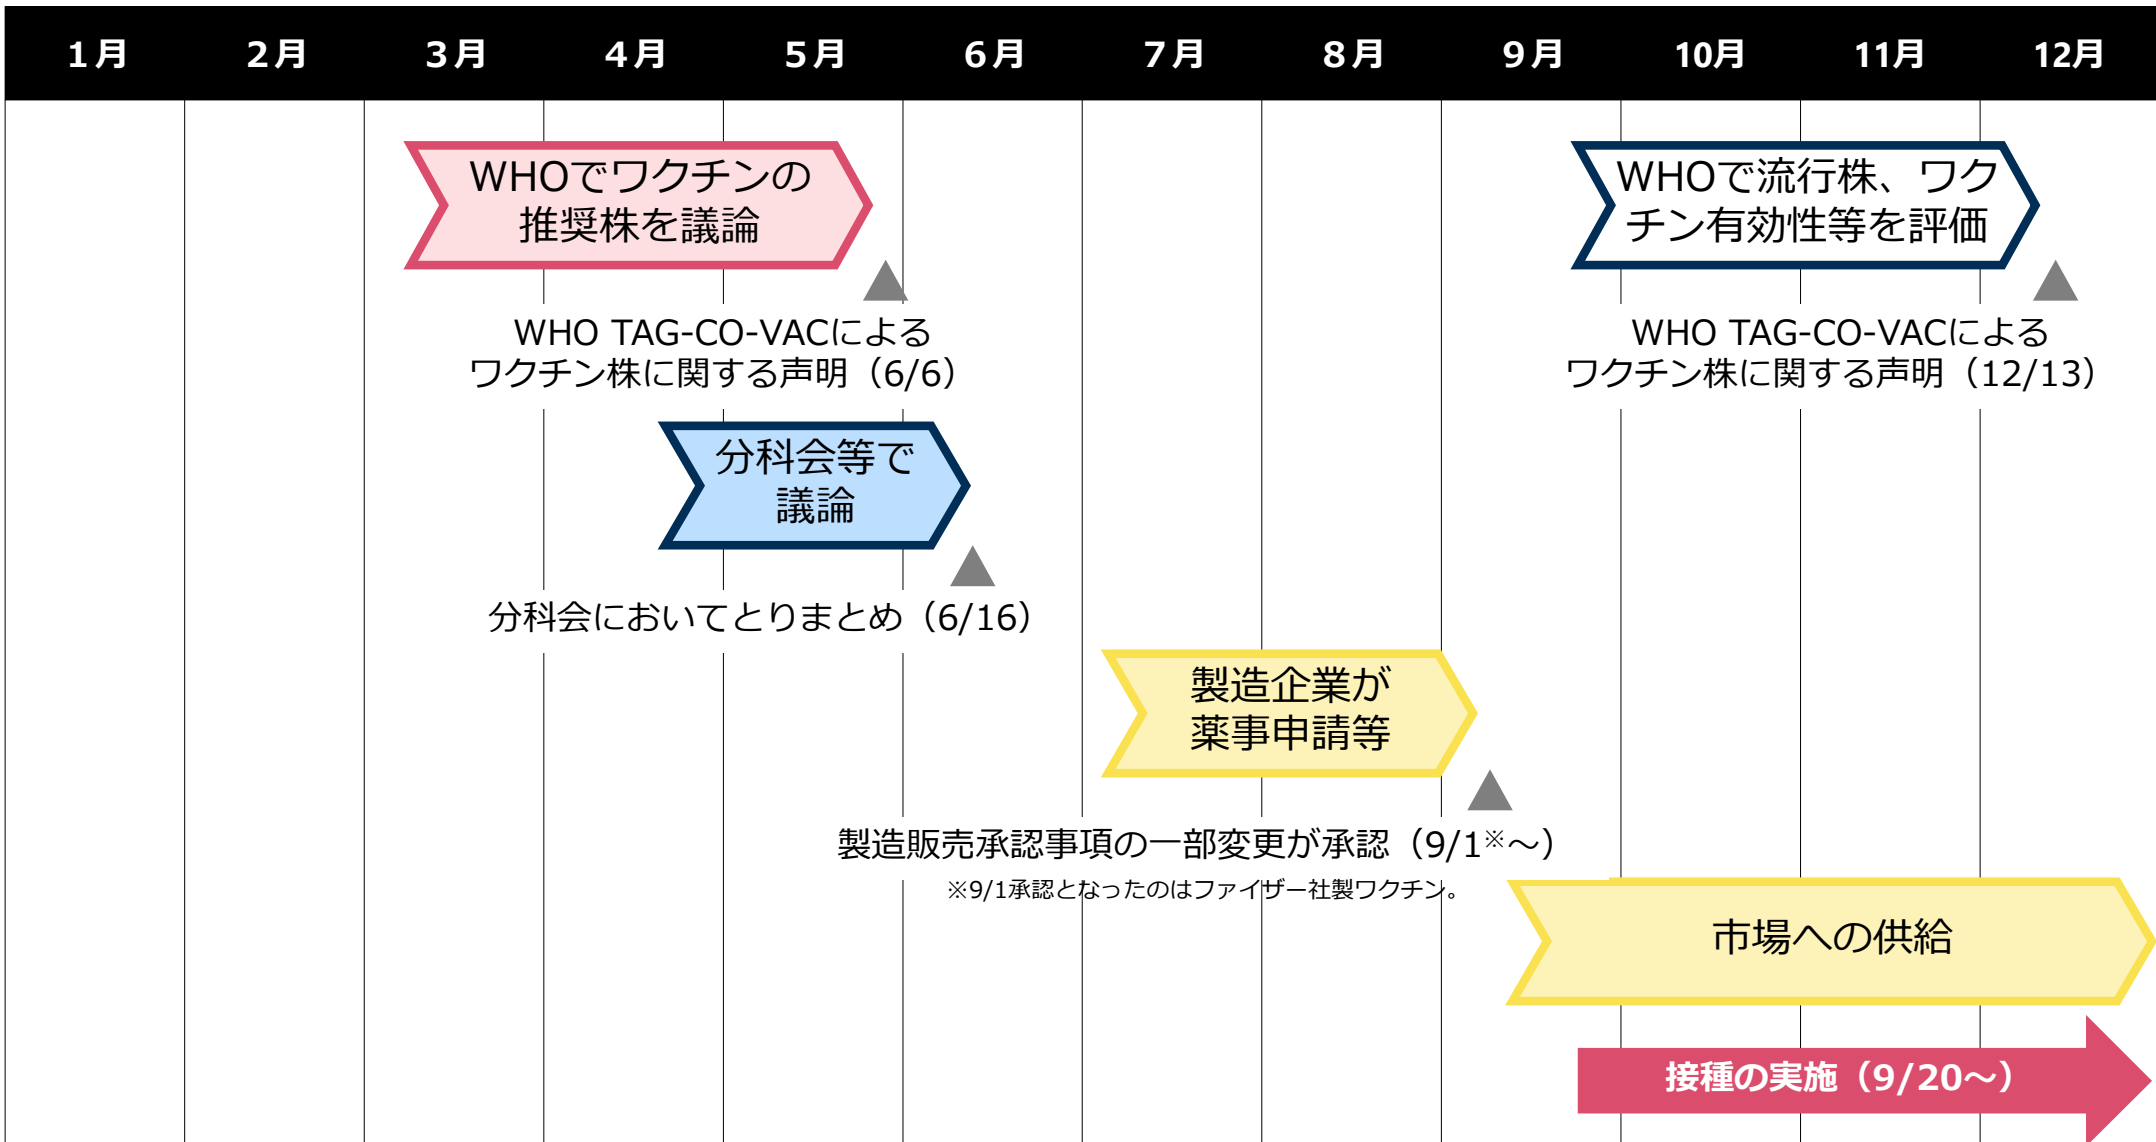 1月 2月 3月 4月 5月 6月 7月 8月 9月 10月 11月 12月
WHOでワクチンの
推奨株を議論
WHO TAG-CO-VACによる
ワクチン株に関する声明（6/6）
WHOで流行株、ワク
チン有効性等を評価
WHO TAG-CO-VACによる
ワクチン株に関する声明（12/13）
分科会等で
議論
分科会においてとりまとめ（6/16）
製造企業が
薬事申請等
製造販売承認事項の一部変更が承認（9/1※～）
※9/1承認となったのはファイザー社製ワクチン。
市場への供給
接種の実施（9/20～）